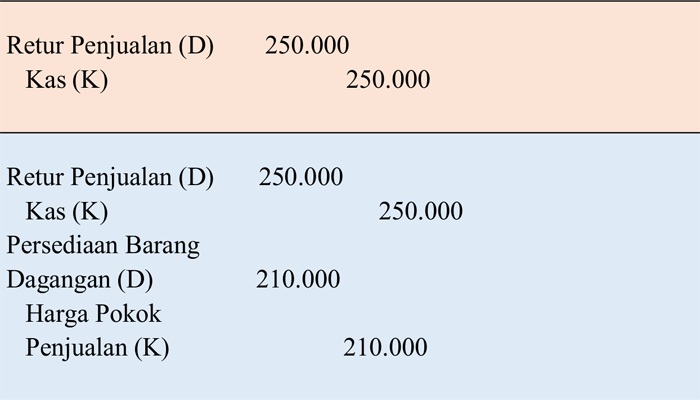 Retur Penjualan (D) 250.000
Kas (K) 250.000
Retur Penjualan (D) 250.000
Kas (K) 250.000
Persediaan Barang
Dagangan (D) 210.000
Harga Pokok
Penjualan (K) 210.000